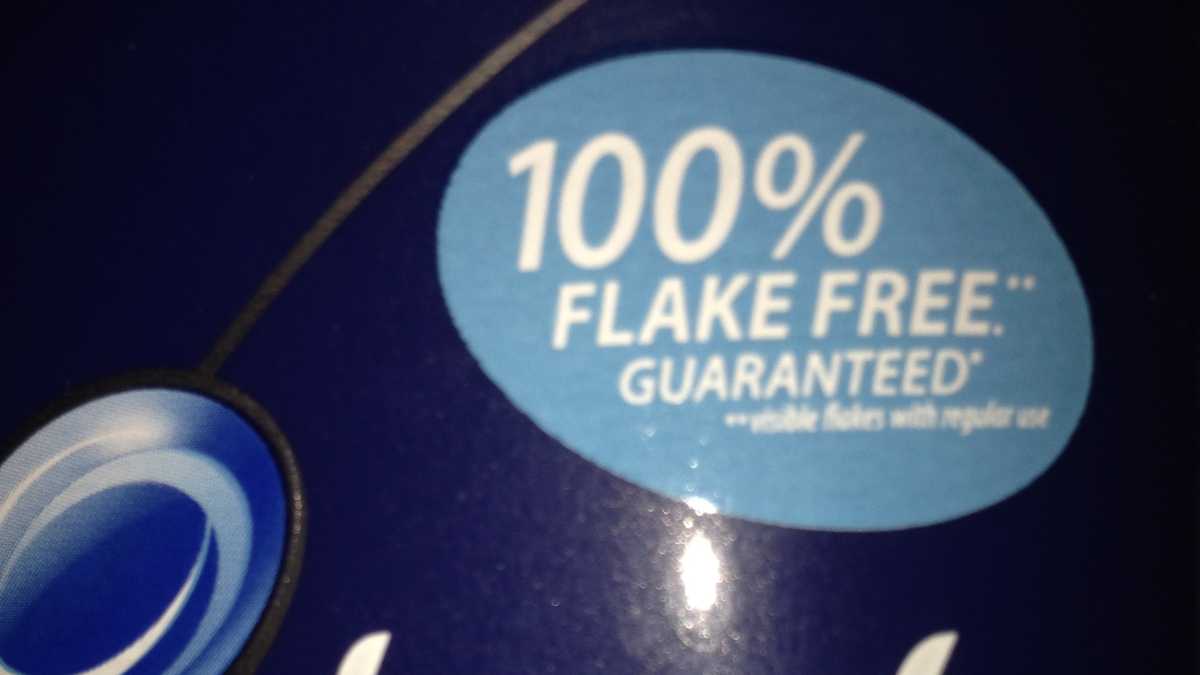 100%
FLAKE FREE.**
GUARANTEED*
**visible flakes with regular use